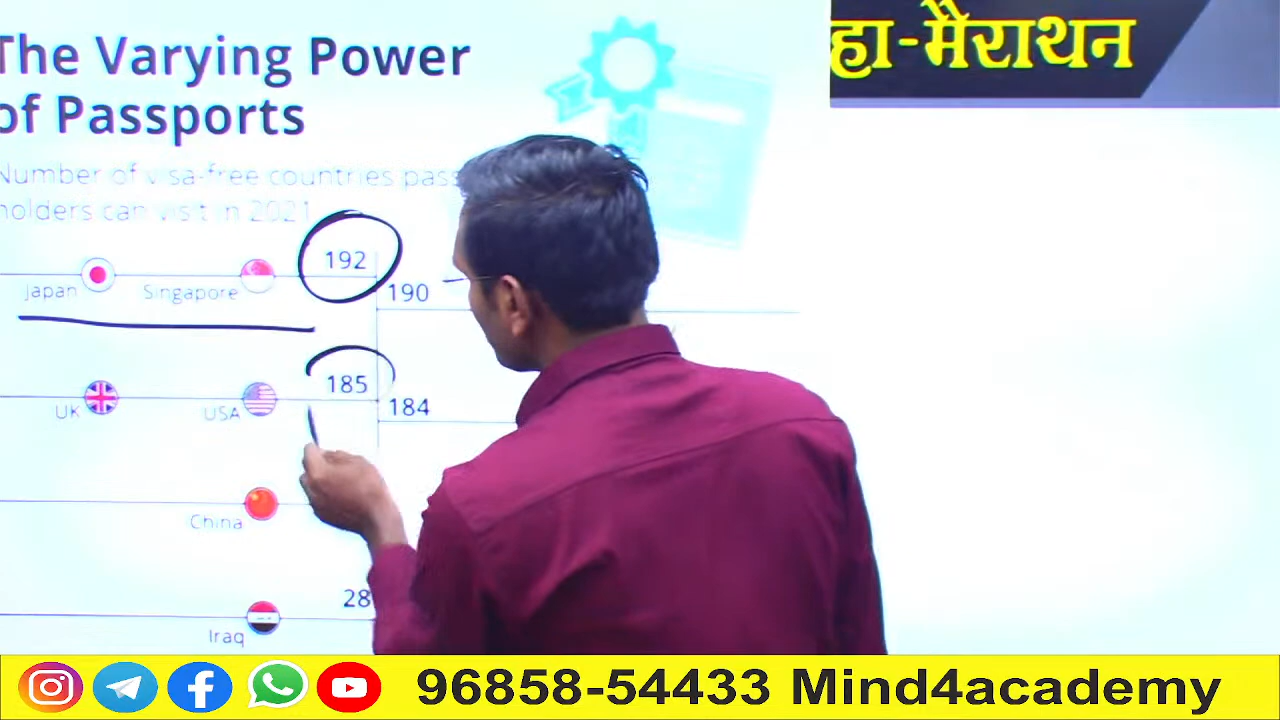 The Varying Power
of Passports
हा-मैराथन
Number of visa-free countries pass
holders can visit in 2021
192
Japan
Singapore
190
185
UK
USA
184
China
28
Iraq
96858-54433 Mind4academy